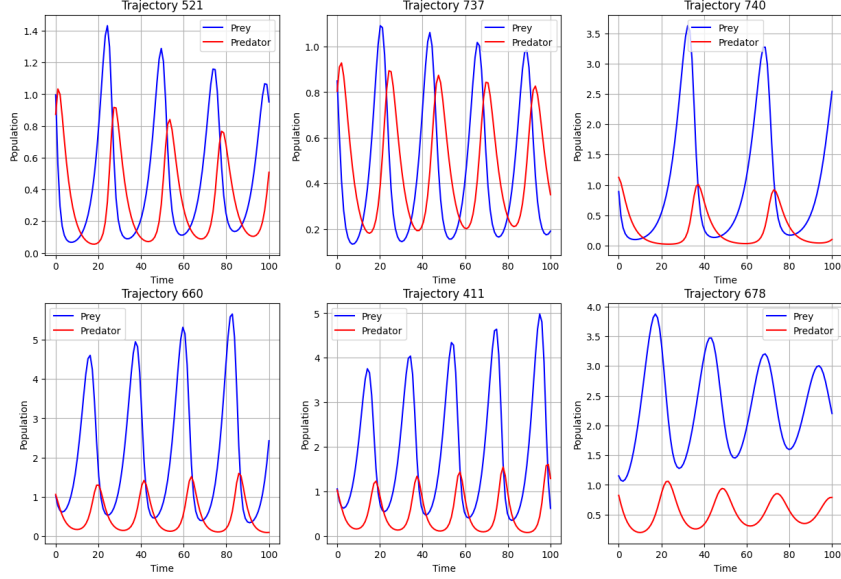 Trajectory 521
Prey
Predator
Population
1.4
1.2
1.0
0.8
0.6
0.4
0.2
0.0
0 20 40 60 80 100
Time
Trajectory 737
Prey
Predator
Population
1.0
0.8
0.6
0.4
0.2
0 20 40 60 80 100
Time
Trajectory 740
Prey
Predator
Population
3.5
3.0
2.5
2.0
1.5
1.0
0.5
0.0
0 20 40 60 80 100
Time
Trajectory 660
Prey
Predator
Population
5
4
3
2
1
0
0 20 40 60 80 100
Time
Trajectory 411
Prey
Predator
Population
5
4
3
2
1
0
0 20 40 60 80 100
Time
Trajectory 678
Prey
Predator
Population
4.0
3.5
3.0
2.5
2.0
1.5
1.0
0.5
0 20 40 60 80 100
Time